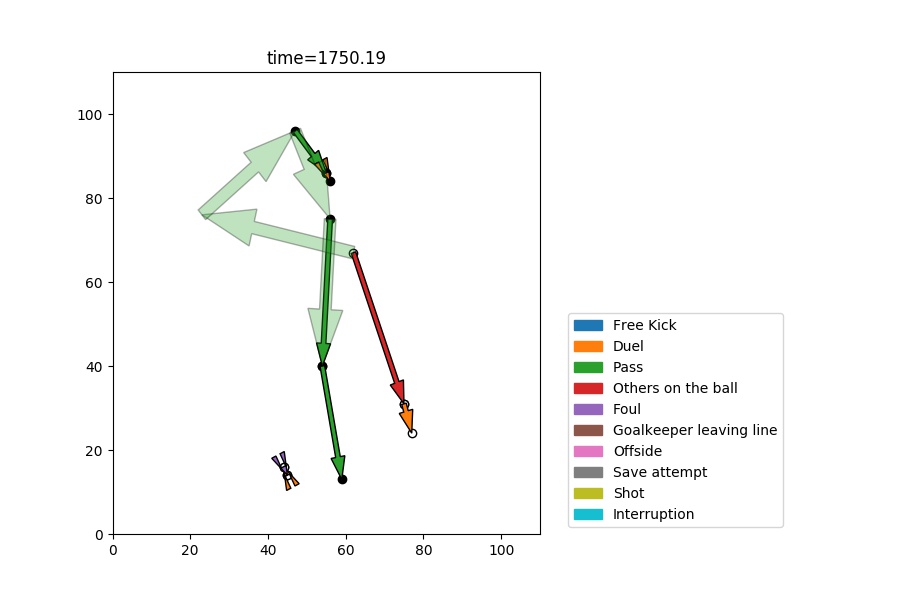 time=1750.19
100
80
60
40
20
0
0 20 40 60 80 100
Free Kick
Duel
Pass
Others on the ball
Foul
Goalkeeper leaving line
Offside
Save attempt
Shot
Interruption